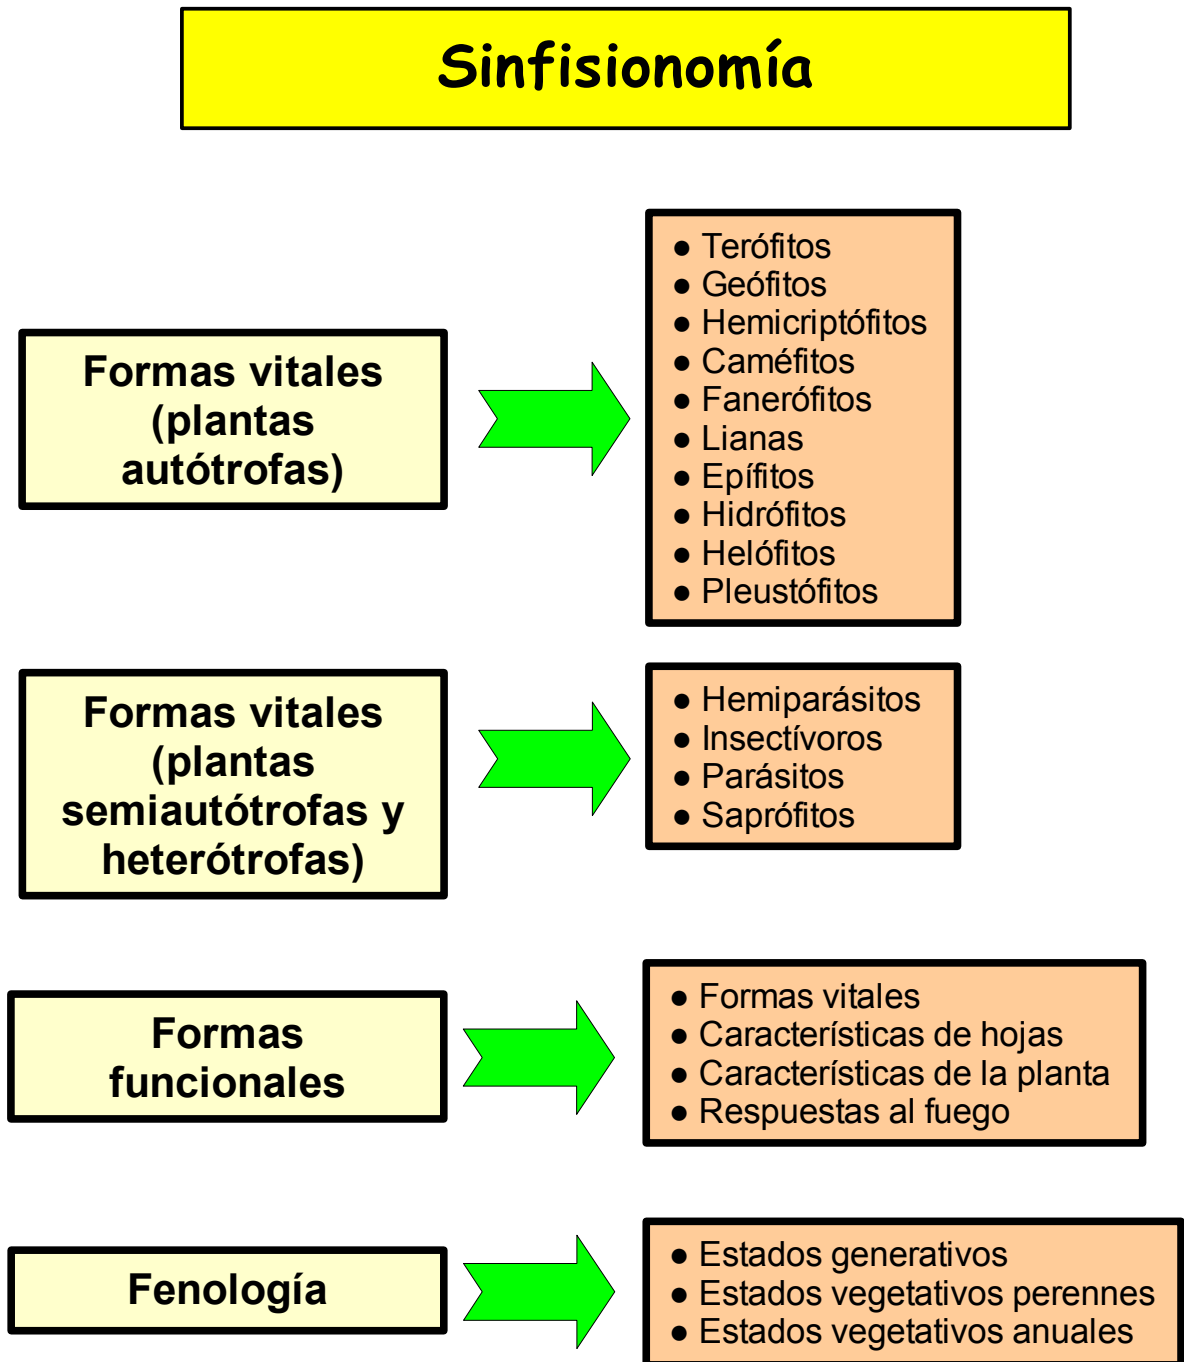 Sinfisionomía
Formas vitales
(plantas
autótrofas)
● Terófitos
● Geófitos
● Hemicriptófitos
● Caméfitos
● Fanerófitos
● Lianas
● Epífitos
● Hidrófitos
● Helófitos
● Pleustófitos
Formas vitales
(plantas
semiautótrofas y
heterótrofas)
● Hemiparásitos
● Insectívoros
● Parásitos
● Saprófitos
Formas
funcionales
● Formas vitales
● Características de hojas
● Características de la planta
● Respuestas al fuego
Fenología
● Estados generativos
● Estados vegetativos perennes
● Estados vegetativos anuales